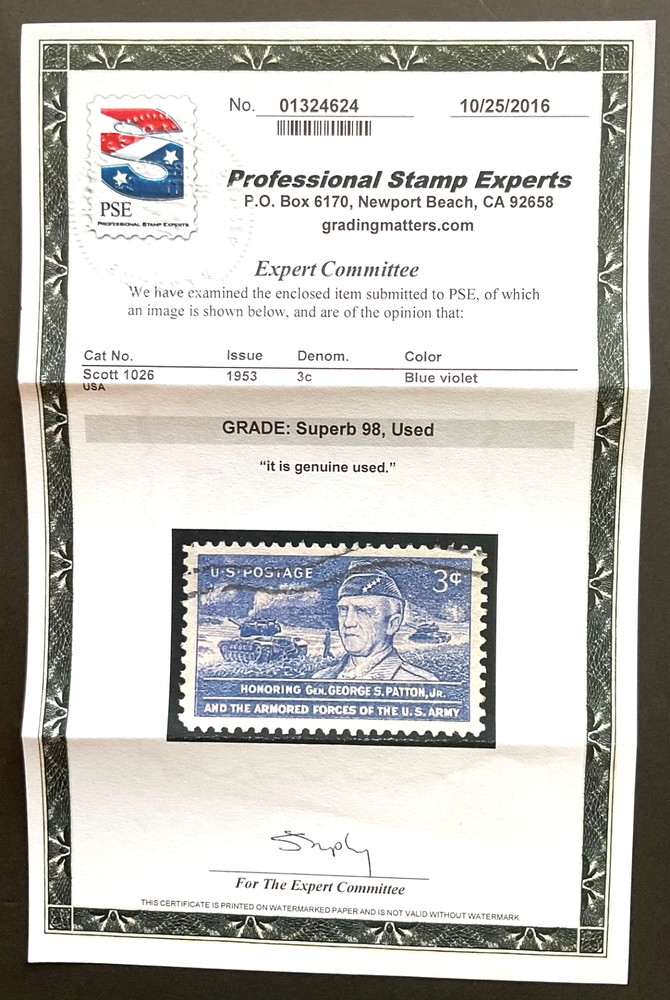 No. 01324624 10/25/2016
PSE
PROFESSIONAL STAMP EXPERTS
Professional Stamp Experts
P.O. Box 6170, Newport Beach, CA 92658
gradingmatters.com
Expert Committee
We have examined the enclosed item submitted to PSE, of which
an image is shown below, and are of the opinion that:
Cat No. Issue Denom. Color
Scott 1026 1953 3c Blue violet
USA
GRADE: Superb 98, Used
“it is genuine used.”
U·S·POSTAGE 3¢
HONORING GEN. GEORGE S. PATTON, JR.
AND THE ARMORED FORCES OF THE U.S. ARMY
For The Expert Committee
THIS CERTIFICATE IS PRINTED ON WATERMARKED PAPER AND IS NOT VALID WITHOUT WATERMARK